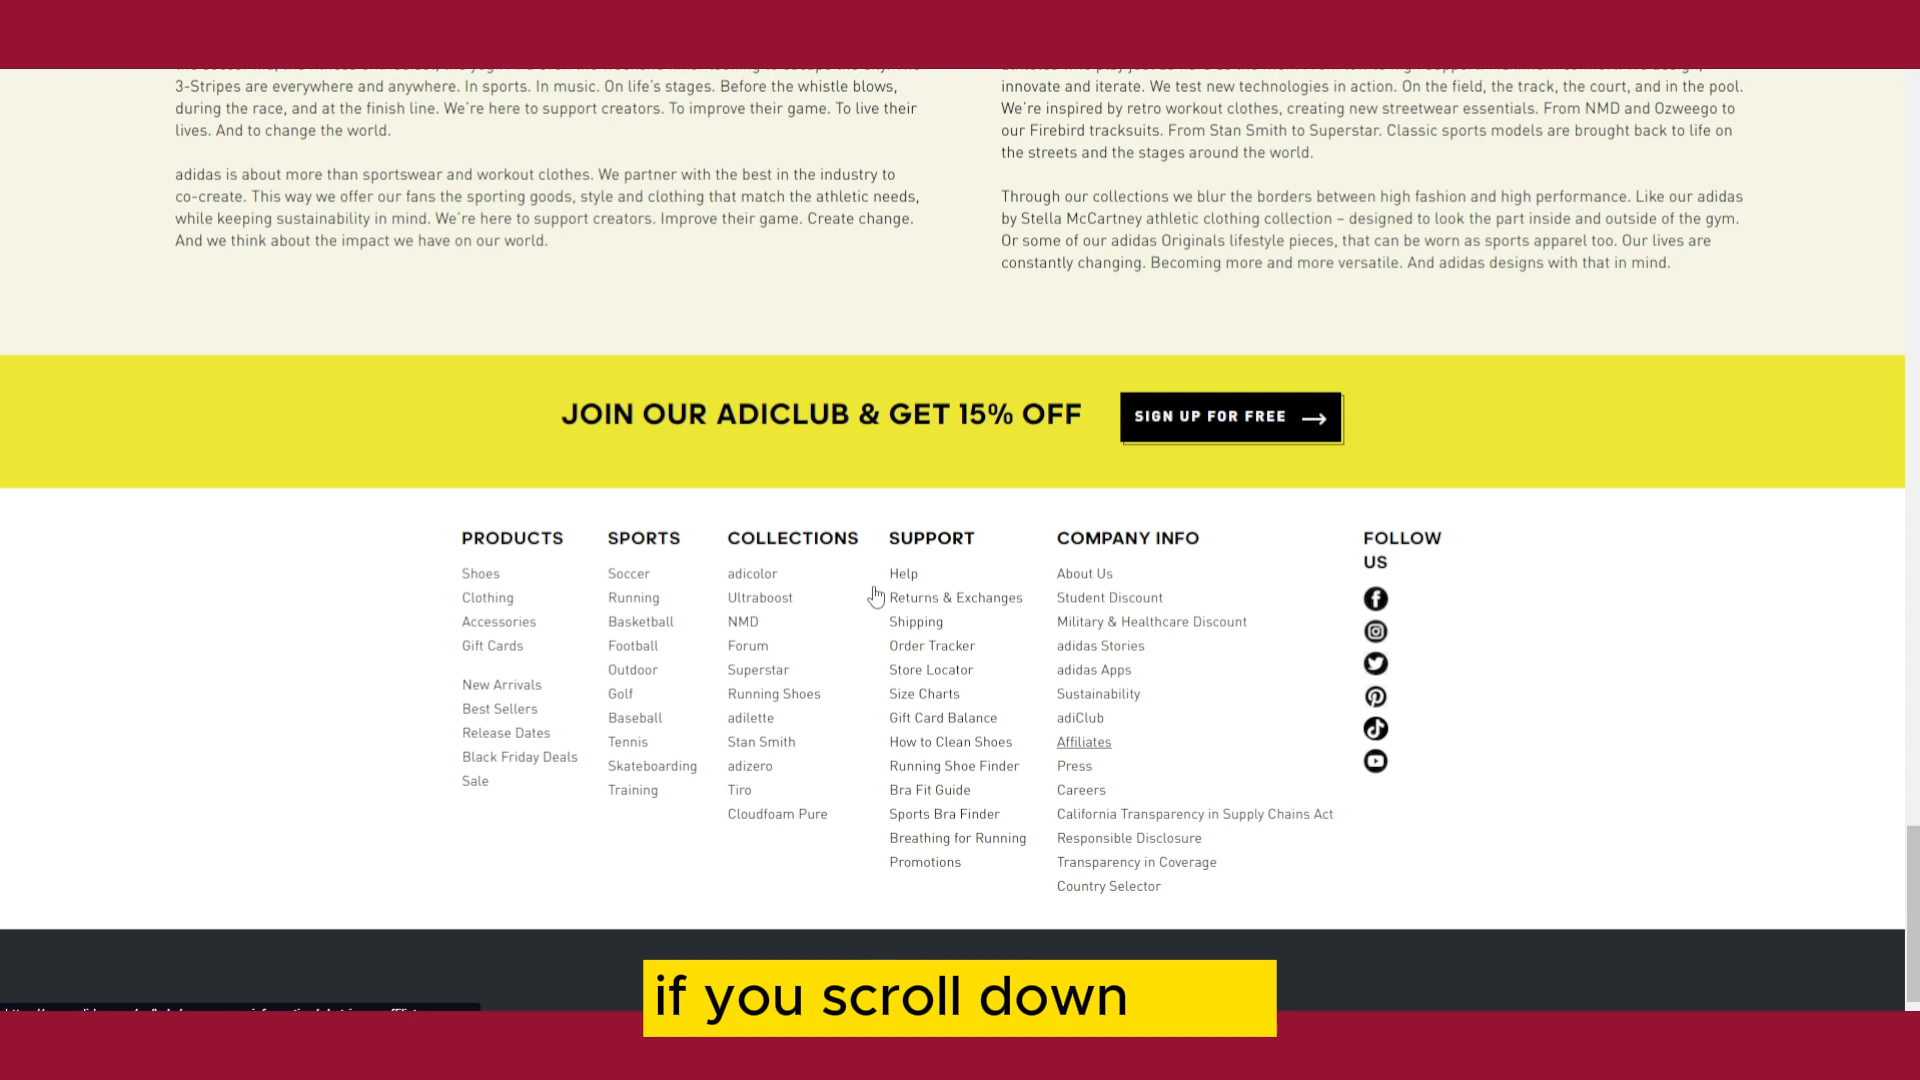 3-Stripes are everywhere and anywhere. In sports. In music. On life's stages. Before the whistle blows,
during the race, and at the finish line. We're here to support creators. To improve their game. To live their
lives. And to change the world.
adidas is about more than sportswear and workout clothes. We partner with the best in the industry to
co-create. This way we offer our fans the sporting goods, style and clothing that match the athletic needs,
while keeping sustainability in mind. We're here to support creators. Improve their game. Create change.
And we think about the impact we have on our world.
innovate and iterate. We test new technologies in action. On the field, the track, the court, and in the pool.
We're inspired by retro workout clothes, creating new streetwear essentials. From NMD and Ozweego to
our Firebird tracksuits. From Stan Smith to Superstar. Classic sports models are brought back to life on
the streets and the stages around the world.
Through our collections we blur the borders between high fashion and high performance. Like our adidas
by Stella McCartney athletic clothing collection – designed to look the part inside and outside of the gym.
Or some of our adidas Originals lifestyle pieces, that can be worn as sports apparel too. Our lives are
constantly changing. Becoming more and more versatile. And adidas designs with that in mind.
JOIN OUR ADICLUB & GET 15% OFF
SIGN UP FOR FREE
PRODUCTS
Shoes
Clothing
Accessories
Gift Cards
New Arrivals
Best Sellers
Release Dates
Black Friday Deals
Sale
SPORTS
Soccer
Running
Basketball
Football
Outdoor
Golf
Baseball
Tennis
Skateboarding
Training
COLLECTIONS
adicolor
Ultraboost
NMD
Forum
Superstar
Running Shoes
adilette
Stan Smith
adizero
Tiro
Cloudfoam Pure
SUPPORT
Help
Returns & Exchanges
Shipping
Order Tracker
Store Locator
Size Charts
Gift Card Balance
How to Clean Shoes
Running Shoe Finder
Bra Fit Guide
Sports Bra Finder
Breathing for Running
Promotions
COMPANY INFO
About Us
Student Discount
Military & Healthcare Discount
adidas Stories
adidas Apps
Sustainability
adiClub
Affiliates
Press
Careers
California Transparency in Supply Chains Act
Responsible Disclosure
Transparency in Coverage
Country Selector
FOLLOW
US
if you scroll down